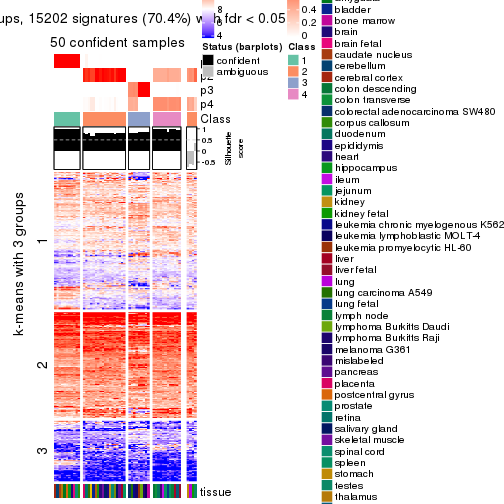 ups, 15202 signatures (70.4%) with fdr < 0.05
50 confident samples
p2
p3
p4
Class
1
0.5
0
-0.5
Silhouette
score
k-means with 3 groups
1
2
3
tissue
8
6
4
0.4
0.2
0
Status (barplots)
confident
ambiguous
Class
1
2
3
4
bladder
bone marrow
brain
brain fetal
caudate nucleus
cerebellum
cerebral cortex
colon descending
colon transverse
colorectal adenocarcinoma SW480
corpus callosum
duodenum
epididymis
heart
hippocampus
ileum
jejunum
kidney
kidney fetal
leukemia chronic myelogenous K562
leukemia lymphoblastic MOLT-4
leukemia promyelocytic HL-60
liver
liver fetal
lung
lung carcinoma A549
lung fetal
lymph node
lymphoma Burkitts Daudi
lymphoma Burkitts Raji
melanoma G361
mislabeled
pancreas
placenta
postcentral gyrus
prostate
retina
salivary gland
skeletal muscle
spinal cord
spleen
stomach
testes
thalamus